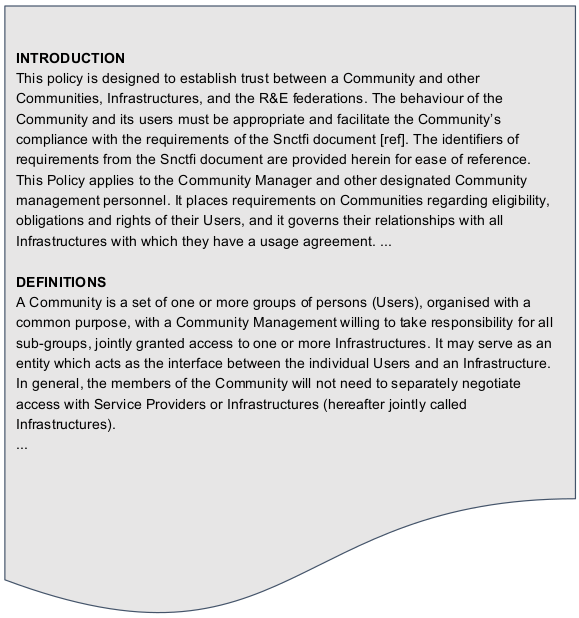 INTRODUCTION
This policy is designed to establish trust between a Community and other
Communities, Infrastructures, and the R&E federations. The behaviour of the
Community and its users must be appropriate and facilitate the Community's
compliance with the requirements of the Snctfi document [ref]. The identifiers of
requirements from the Snctfi document are provided herein for ease of reference.
This Policy applies to the Community Manager and other designated Community
management personnel. It places requirements on Communities regarding eligibility,
obligations and rights of their Users, and it governs their relationships with all
Infrastructures with which they have a usage agreement. ...
DEFINITIONS
A Community is a set of one or more groups of persons (Users), organised with a
common purpose, with a Community Management willing to take responsibility for all
sub-groups, jointly granted access to one or more Infrastructures. It may serve as an
entity which acts as the interface between the individual Users and an Infrastructure.
In general, the members of the Community will not need to separately negotiate
access with Service Providers or Infrastructures (hereafter jointly called
Infrastructures).
...